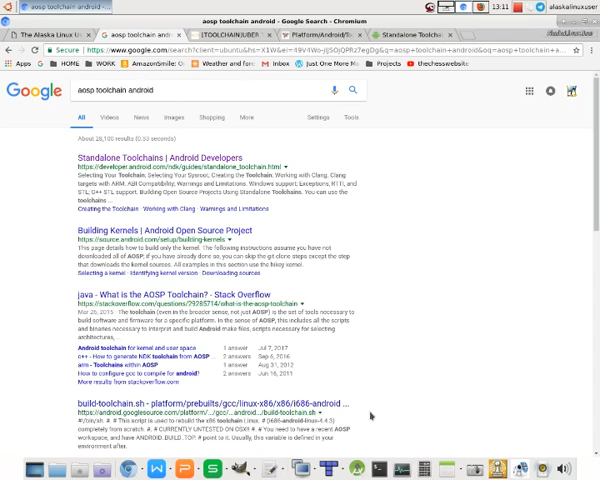 aosp toolchain android - Google Search - Chromium
13:11
alaskalinuxuser
The Alaska Linux Us
aosp toolchain andr
[TOOLCHAIN]UBER T
Platform/Android/To
Standalone Toolchai
Secure
https://www.google.com/search?client=ubuntu&hs=
Apps
HOME
WORK
AmazonSmile:
Inbox
Just One More M
Projects
thechesswebsite
Google
aosp toolchain android
All Videos News Images Shopping More Settings Tools
About 28,100 results (0.53 seconds)
Standalone Toolchains | Android Developers
https://developer.android.com/ndk/guides/standalone_toolchain.html
Selecting Your Toolchain. Selecting Your Sysroot; Creating the Toolchain. Working with Clang. Clang
targets with ARM; ABI Compatibility; Warnings and Limitations. Windows support; Exceptions, RTTI, and
STL; C++ STL support. Building Open Source Projects Using Standalone Toolchains. You can use the
toolchains ...
Creating the Toolchain · Working with Clang · Warnings and Limitations
Building Kernels | Android Open Source Project
https://source.android.com/setup/building-kernels
This page details how to build only the kernel. The following instructions assume you have not
downloaded all of AOSP; if you have already done so, you can skip the git clone steps except the step
that downloads the kernel sources. All examples in this section use the hikey kernel.
Selecting a kernel · Identifying kernel version · Downloading sources
java - What is the AOSP Toolchain? - Stack Overflow
https://stackoverflow.com/questions/29285714/what-is-the-aosp-toolchain
Mar 26, 2015 - The toolchain (even in the broader sense, not just AOSP) is the set of tools necessary to
build software and firmware for a specific platform. In the sense of AOSP, this includes all the scripts
and binaries necessary to interpret and build Android make files, scripts necessary for selecting
architectures, ...
Android toolchain for kernel and user space 1 answer Jul 7, 2017
c++ - How to generate NDK toolchain from AOSP ... 2 answers Sep 6, 2016
arm - Toolchains within AOSP 1 answer Aug 31, 2012
How to configure gcc to compile for android? 2 answers Jun 16, 2011
More results from stackoverflow.com
build-toolchain.sh - platform/prebuilts/gcc/linux-x86/x86/i686-android ...
https://android.googlesource.com/platform/.../gcc/...android.../build-toolchain.sh
#!/bin/sh. # # This script is used to rebuild the x86 toolchain Linux. # (i686-android-linux-4.4.3)
completely from scratch. # # CURRENTLY UNTESTED ON OSX!! #. # You need to have a recent AOSP
workspace, and have ANDROID_BUILD_TOP. # point to it. Usually, this variable is defined in your
environment after.